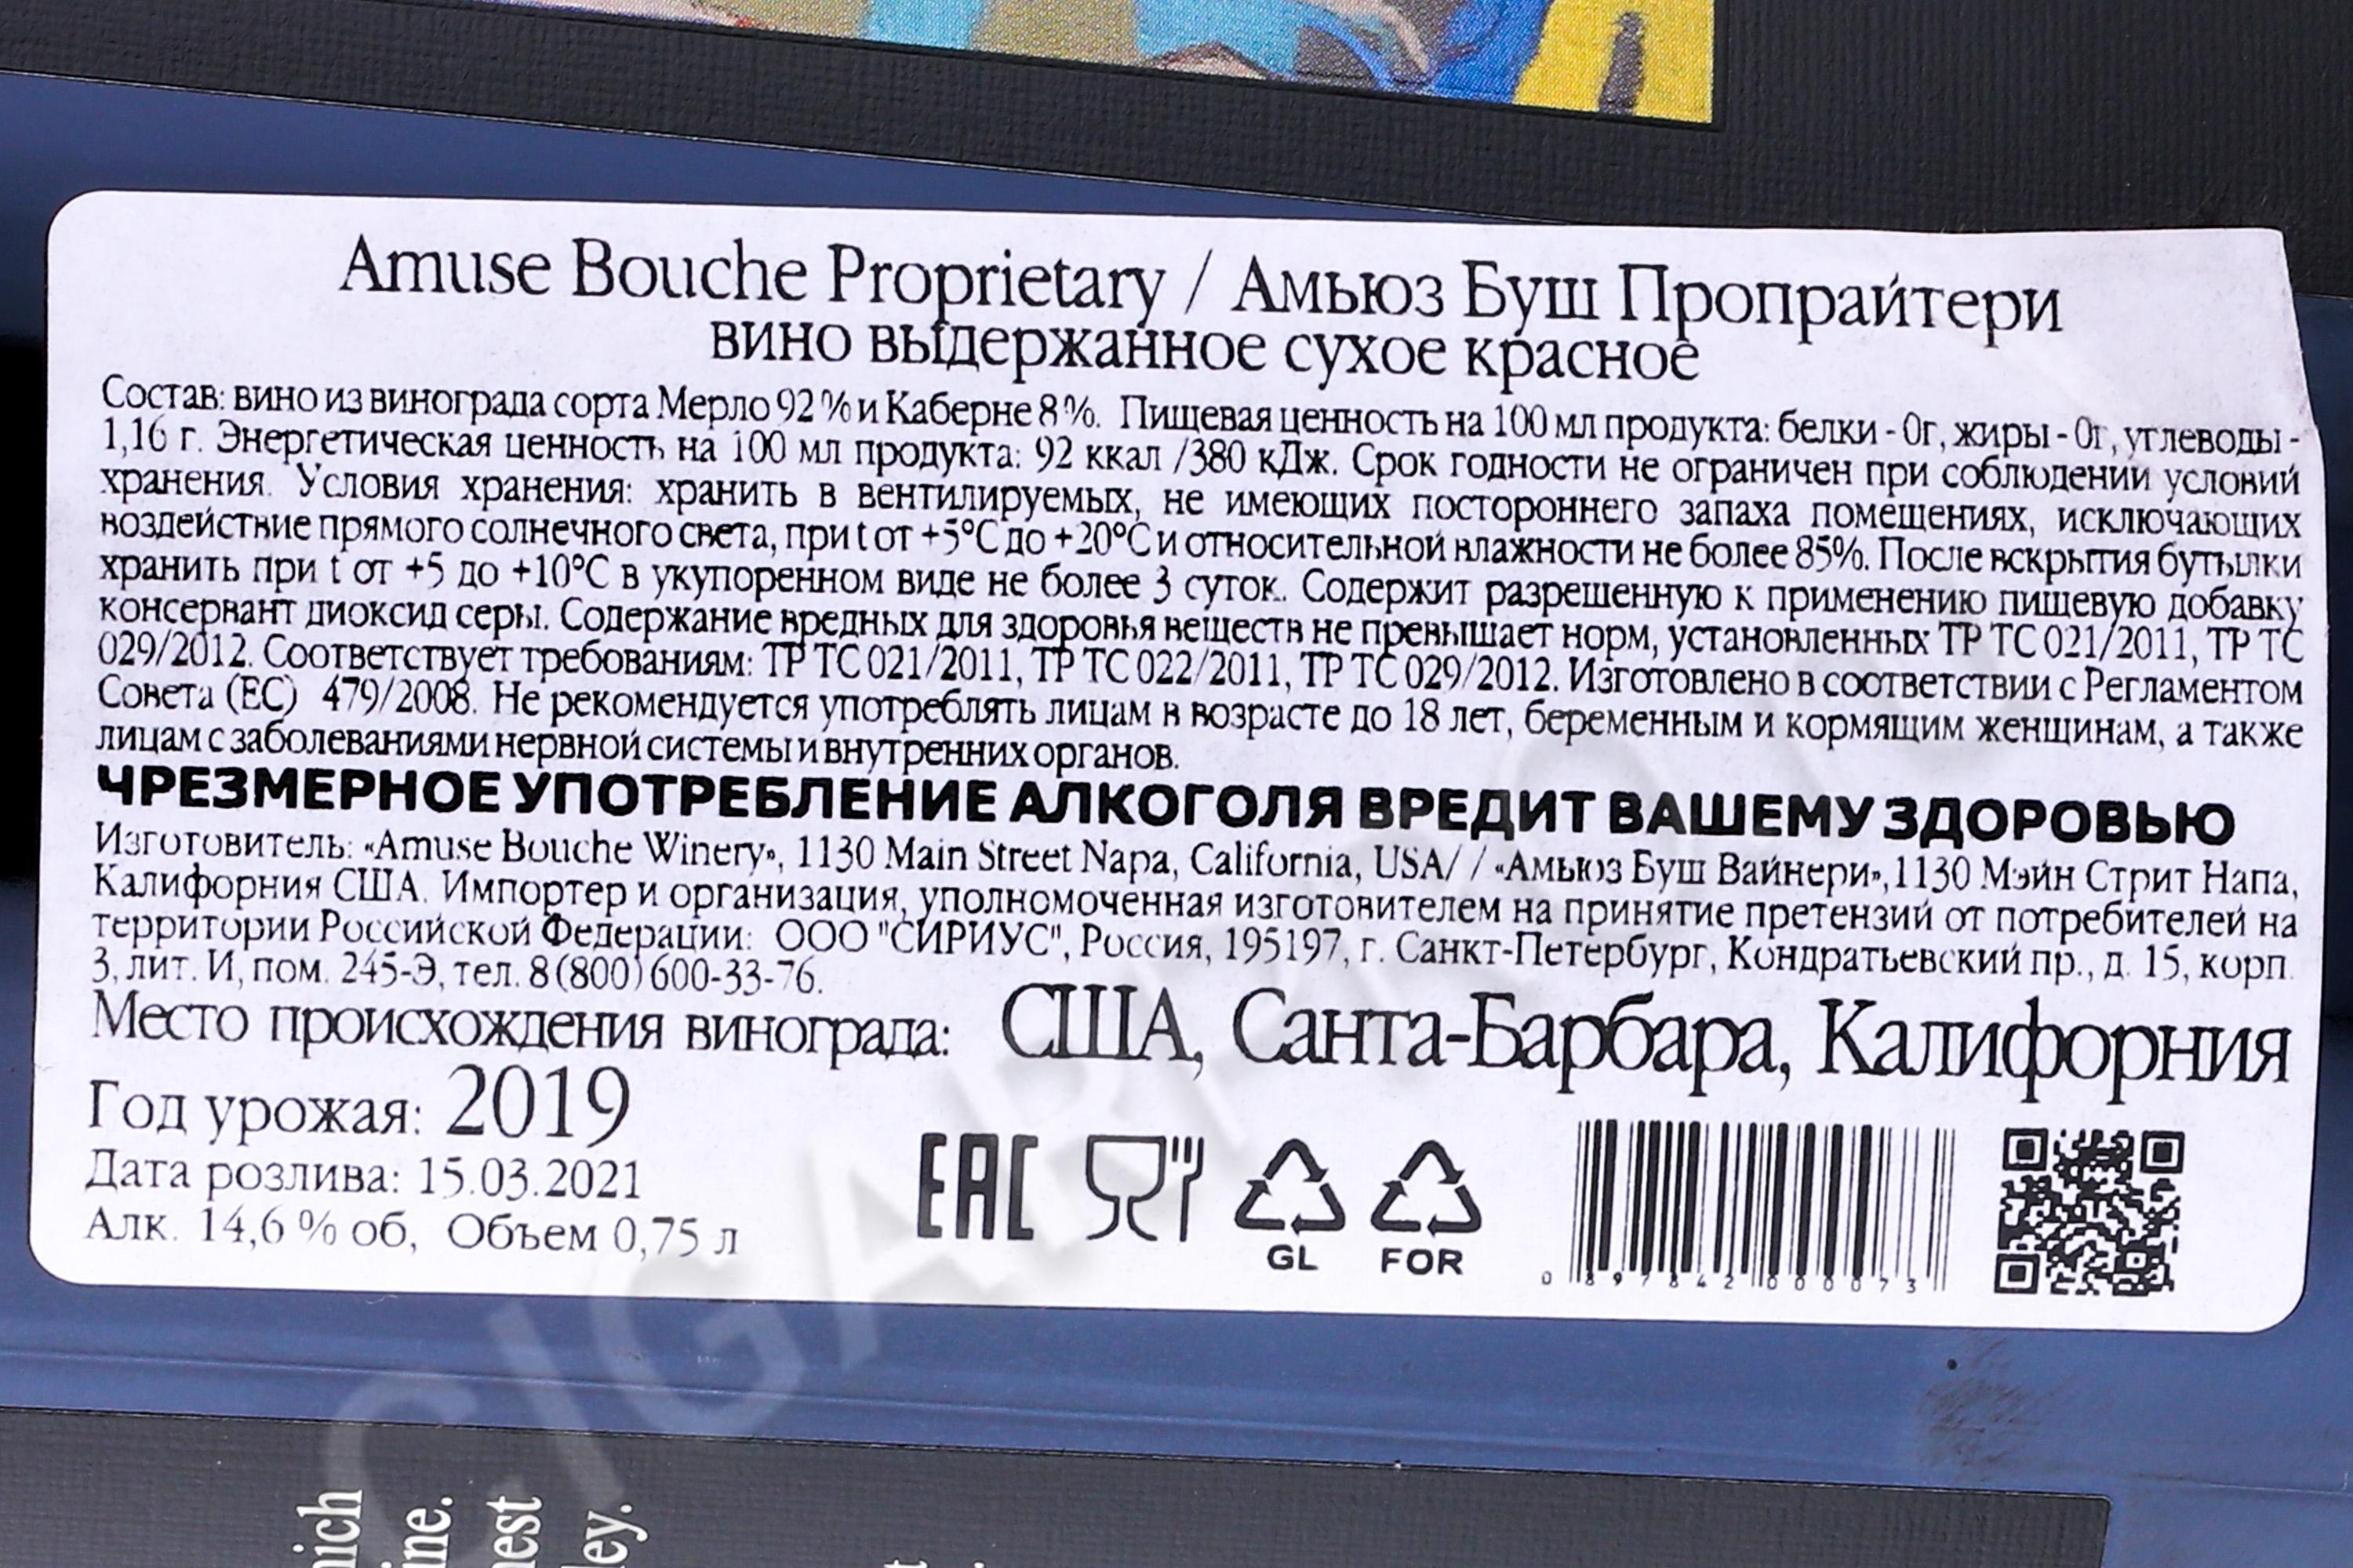 Amuse Bouche Proprietary / Амьюз Буш Пропрайтери
вино выдержанное сухое красное
Состав: вино из винограда сорта Мерло 92 % и Каберне 8 %. Пищевая ценность на 100 мл продукта: белки - 0г, жиры - 0г, углеводы -
1,16 г. Энергетическая ценность на 100 мл продукта: 92 ккал /380 кДж. Срок годности не ограничен при соблюдении условий
хранения. Условия хранения: хранить в вентилируемых, не имеющих постороннего запаха помещениях, исключающих
воздействие прямого солнечного света, при t от +5°С до +20°С и относительной влажности не более 85%. После вскрытия бутылки
хранить при t от +5 до +10°С в укупоренном виде не более 3 суток. Содержит разрешенную к применению пищевую добавку
консервант диоксид серы. Содержание вредных для здоровья веществ не превышает норм, установленных ТР ТС 021/2011, ТР ТС
029/2012. Соответствует требованиям: ТР ТС 021/2011, ТР ТС 022/2011, ТР ТС 029/2012. Изготовлено в соответствии с Регламентом
Совета (ЕС) 479/2008. Не рекомендуется употреблять лицам в возрасте до 18 лет, беременным и кормящим женщинам, а также
лицам с заболеваниями нервной системы и внутренних органов.
ЧРЕЗМЕРНОЕ УПОТРЕБЛЕНИЕ АЛКОГОЛЯ ВРЕДИТ ВАШЕМУ ЗДОРОВЬЮ
Изготовитель: «Amuse Bouche Winery», 1130 Main Street Napa, California, USA/ / «Амьюз Буш Вайнери», 1130 Мэйн Стрит Напа,
Калифорния США. Импортер и организация, уполномоченная изготовителем на принятие претензий от потребителей на
территории Российской Федерации: ООО "СИРИУС", Россия, 195197, г. Санкт-Петербург, Кондратьевский пр., д. 15, корп.
3, лит. И, пом. 245-Э, тел. 8 (800) 600-33-76.
Место происхождения винограда: США, Санта-Барбара, Калифорния
Год урожая: 2019
Дата розлива: 15.03.2021
Алк. 14,6 % об, Объем 0,75 л
EAC
GL
FOR
0 897842 000073
nich
ine.
nest
ley.